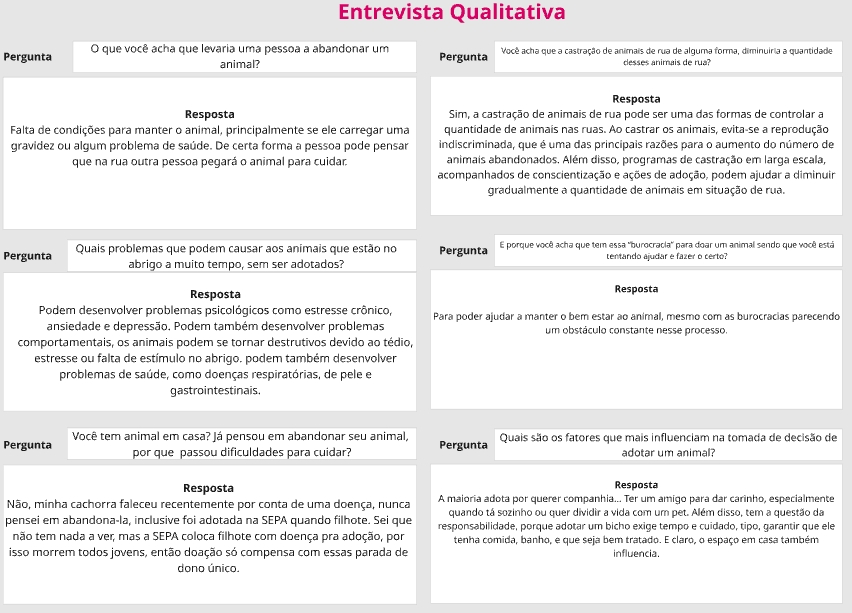 Entrevista Qualitativa
Pergunta
O que você acha que levaria uma pessoa a abandonar um
animal?
Resposta
Falta de condições para manter o animal, principalmente se ele carregar uma
gravidez ou algum problema de saúde. De certa forma a pessoa pode pensar
que na rua outra pessoa pegará o animal para cuidar.
Pergunta
Você acha que a castração de animais de rua de alguma forma, diminuiria a quantidade
desses animais de rua?
Resposta
Sim, a castração de animais de rua pode ser uma das formas de controlar a
quantidade de animais nas ruas. Ao castrar os animais, evita-se a reprodução
indiscriminada, que é uma das principais razões para o aumento do número de
animais abandonados. Além disso, programas de castração em larga escala,
acompanhados de conscientização e ações de adoção, podem ajudar a diminuir
gradualmente a quantidade de animais em situação de rua.
Pergunta
Quais problemas que podem causar aos animais que estão no
abrigo a muito tempo, sem ser adotados?
Resposta
Podem desenvolver problemas psicológicos como estresse crônico,
ansiedade e depressão. Podem também desenvolver problemas
comportamentais, os animais podem se tornar destrutivos devido ao tédio,
estresse ou falta de estímulo no abrigo. podem também desenvolver
problemas de saúde, como doenças respiratórias, de pele e
gastrointestinais.
Pergunta
E porque você acha que tem essa "burocracia" para doar um animal sendo que você está
tentando ajudar e fazer o certo?
Resposta
Para poder ajudar a manter o bem estar ao animal, mesmo com as burocracias parecendo
um obstáculo constante nesse processo.
Pergunta
Você tem animal em casa? Já pensou em abandonar seu animal,
por que passou dificuldades para cuidar?
Resposta
Não, minha cachorra faleceu recentemente por conta de uma doença, nunca
pensei em abandona-la, inclusive foi adotada na SEPA quando filhote. Sei que
não tem nada a ver, mas a SEPA coloca filhote com doença pra adoção, por
isso morrem todos jovens, então doação só compensa com essas parada de
dono único.
Pergunta
Quais são os fatores que mais influenciam na tomada de decisão de
adotar um animal?
Resposta
A maioria adota por querer companhia... Ter um amigo para dar carinho, especialmente
quando tá sozinho ou quer dividir a vida com um pet. Além disso, tem a questão da
responsabilidade, porque adotar um bicho exige tempo e cuidado, tipo, garantir que ele
tenha comida, banho, e que seja bem tratado. E claro, o espaço em casa também
influencia.